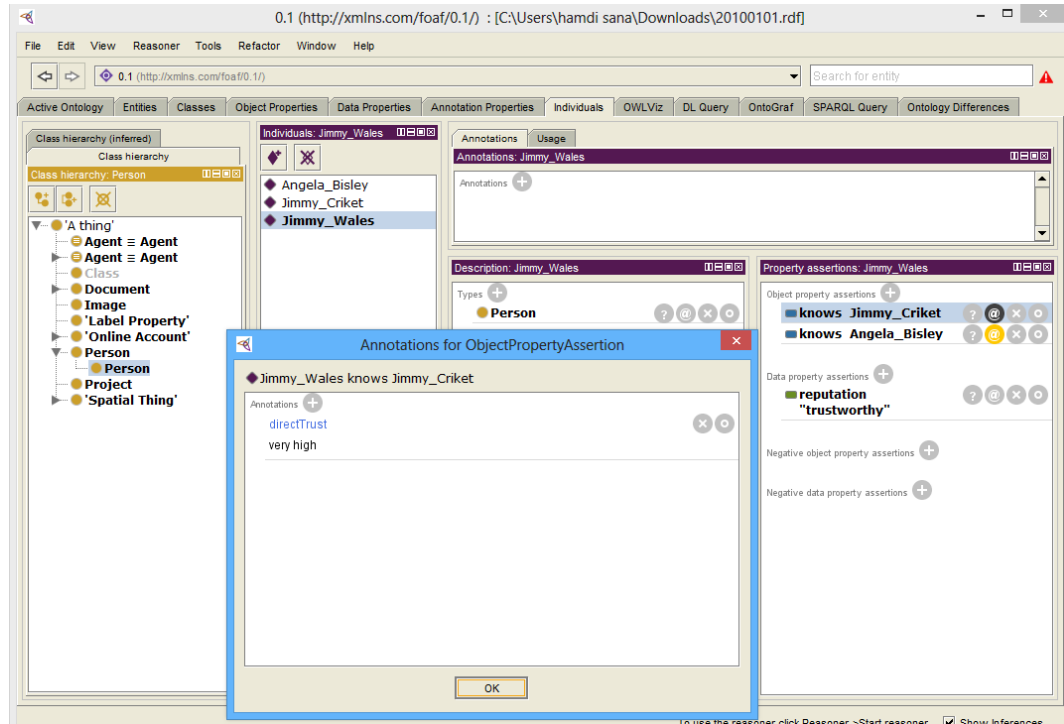 0.1 (http://xmlns.com/foaf/0.1/) : [C:\Users\hamdi sana\Downloads\20100101.rdf]
File Edit View Reasoner Tools Refactor Window Help
0.1 (http://xmlns.com/foaf/0.1/)
Search for entity
Active Ontology Entities Classes Object Properties Data Properties Annotation Properties Individuals OWLViz DL Query OntoGraf SPARQL Query Ontology Differences
Class hierarchy (inferred)
Class hierarchy
Class hierarchy: Person
'A thing'
Agent ≡ Agent
Agent ≡ Agent
Class
Document
Image
'Label Property'
'Online Account'
Person
Person
Project
'Spatial Thing'
Individuals: Jimmy_Wales
Angela_Bisley
Jimmy_Criket
Jimmy_Wales
Annotations Usage
Annotations: Jimmy_Wales
Annotations
Description: Jimmy_Wales
Types
Person
Property assertions: Jimmy_Wales
Object property assertions
knows Jimmy_Criket
knows Angela_Bisley
Data property assertions
reputation
"trustworthy"
Negative object property assertions
Negative data property assertions
Annotations for ObjectPropertyAssertion
Jimmy_Wales knows Jimmy_Criket
Annotations
directTrust
very high
OK
To use the reasoner click Reasoner->Start reasoner Show Inferences